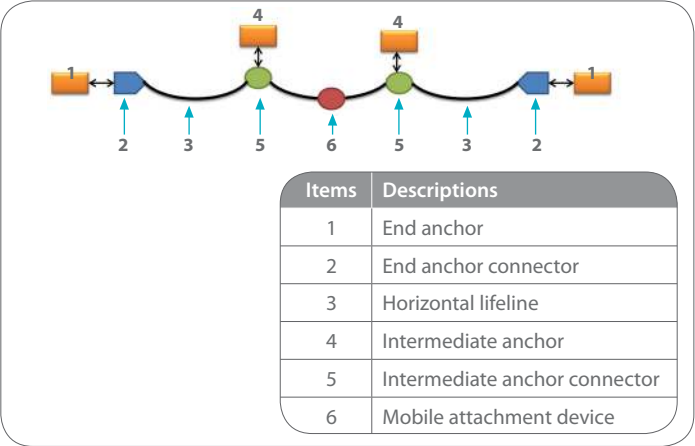 4 4
1 1
2 3 5 6 5 3 2
Items Descriptions
1 End anchor
2 End anchor connector
3 Horizontal lifeline
4 Intermediate anchor
5 Intermediate anchor connector
6 Mobile attachment device